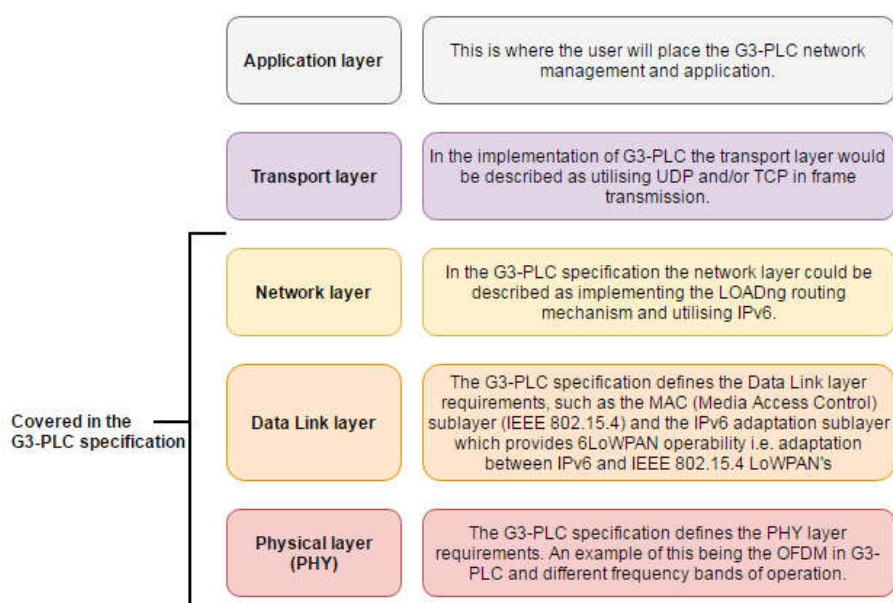 Application layer
This is where the user will place the G3-PLC network
management and application.
Transport layer
In the implementation of G3-PLC the transport layer would
be described as utilising UDP and/or TCP in frame
transmission.
Network layer
In the G3-PLC specification the network layer could be
described as implementing the LOADng routing
mechanism and utilising IPv6.
Covered in the
G3-PLC specification
Data Link layer
The G3-PLC specification defines the Data Link layer
requirements, such as the MAC (Media Access Control)
sublayer (IEEE 802.15.4) and the IPv6 adaptation sublayer
which provides 6LoWPAN operability i.e. adaptation
between IPv6 and IEEE 802.15.4 LoWPAN's
Physical layer
(PHY)
The G3-PLC specification defines the PHY layer
requirements. An example of this being the OFDM in G3-
PLC and different frequency bands of operation.